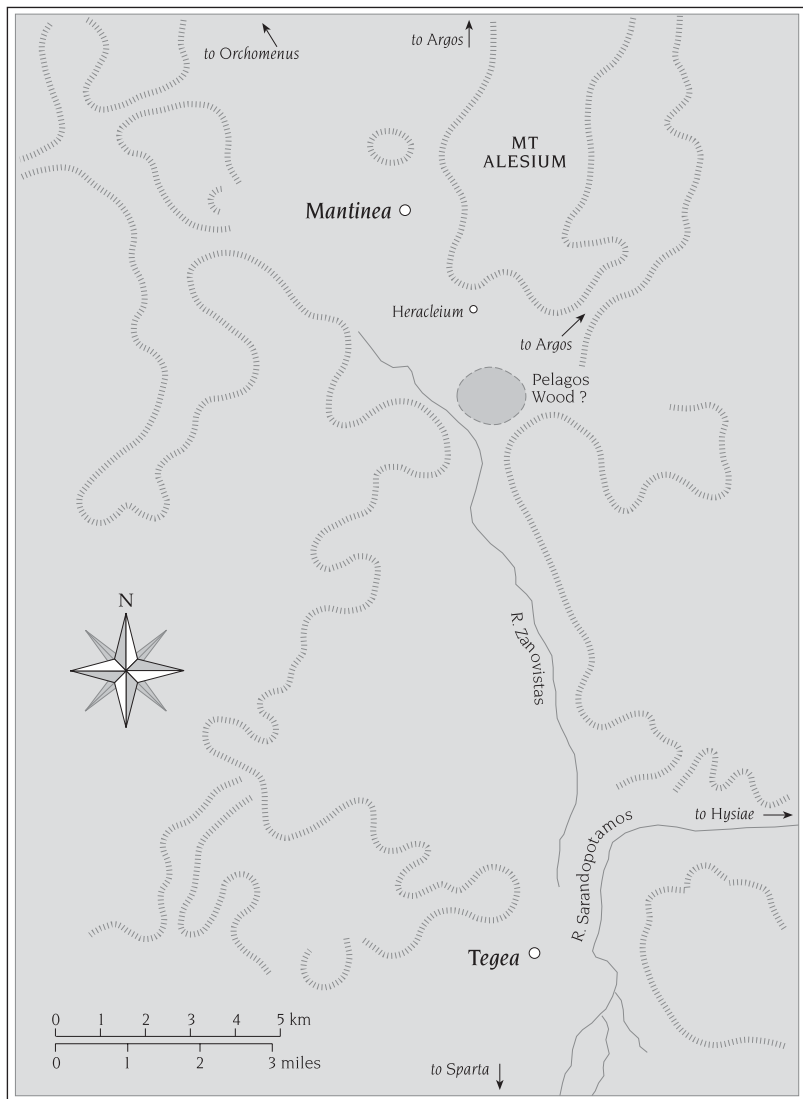 to Orchomenus
to Argos
MT
ALESIUM
Mantinea
Heracleium
to Argos
Pelagos
Wood ?
N
R. Zanovistas
to Hysiae
R. Sarandopotamos
Tegea
0 1 2 3 4 5 km
0 1 2 3 miles
to Sparta